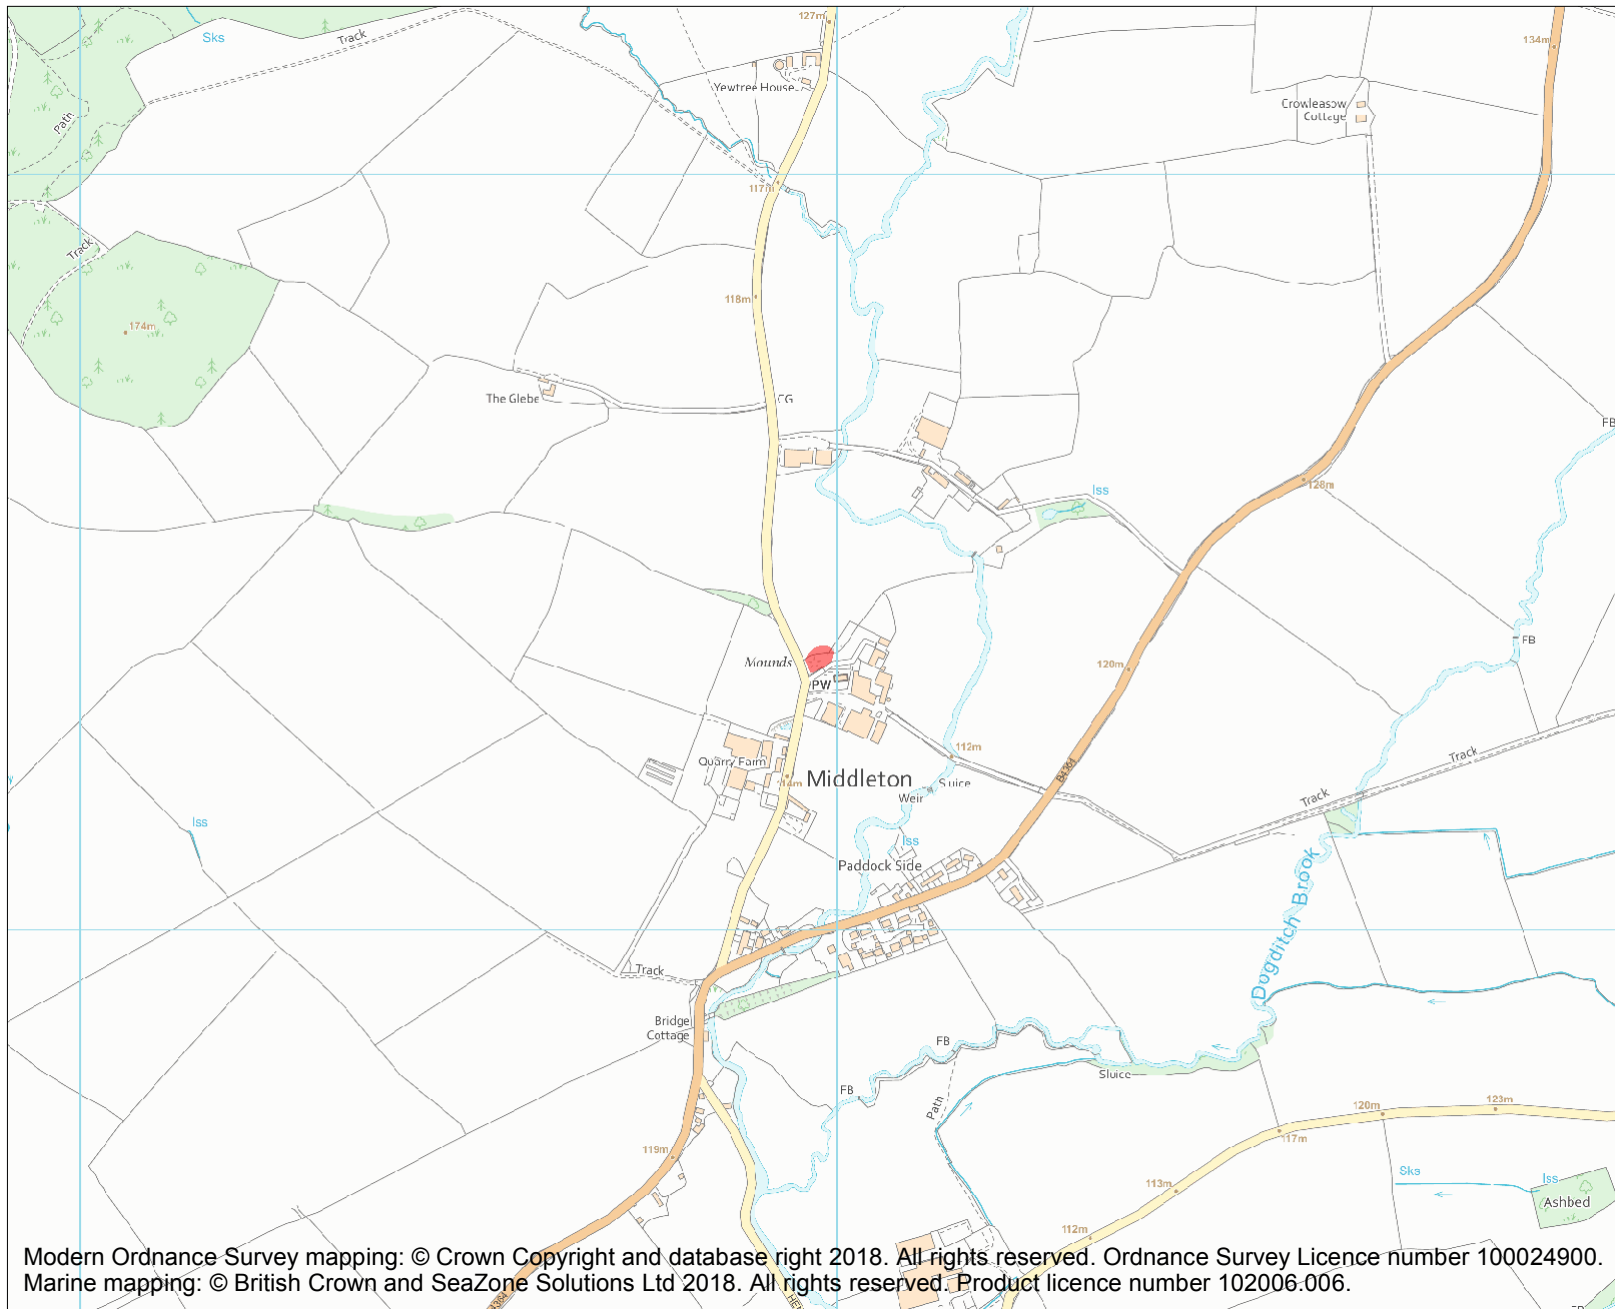 127m
Sks
Track
134m
Yewtree House
Crowleasow
Cottage
Path
117m
Track
118m
174m
The Glebe
CG
FB
Iss
128m
FB
Mounds
120m
PW
112m
Track
Quarry Farm
Middleton
114m
Sluice
Weir
B4364
Track
Iss
Iss
Paddock Side
Dogditch Brook
Track
Bridge
Cottage
FB
Sluice
FB
Path
123m
120m
117m
119m
Sks
Iss
113m
Ashbed
112m
Modern Ordnance Survey mapping: © Crown Copyright and database right 2018. All rights reserved. Ordnance Survey Licence number 100024900.
Marine mapping: © British Crown and SeaZone Solutions Ltd 2018. All rights reserved. Product licence number 102006.006.
B4364